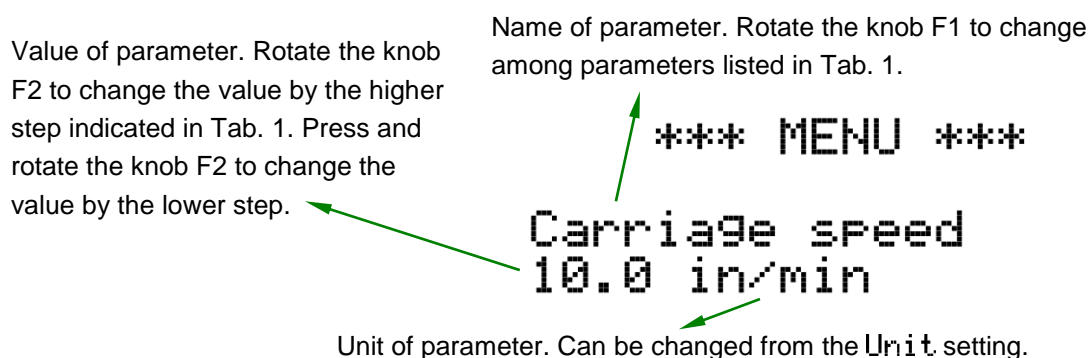 Value of parameter. Rotate the knob
F2 to change the value by the higher
step indicated in Tab. 1. Press and
rotate the knob F2 to change the
value by the lower step.
Name of parameter. Rotate the knob F1 to change
among parameters listed in Tab. 1.
*** MENU ***
Carriage speed
10.0 in/min
Unit of parameter. Can be changed from the Unit setting.